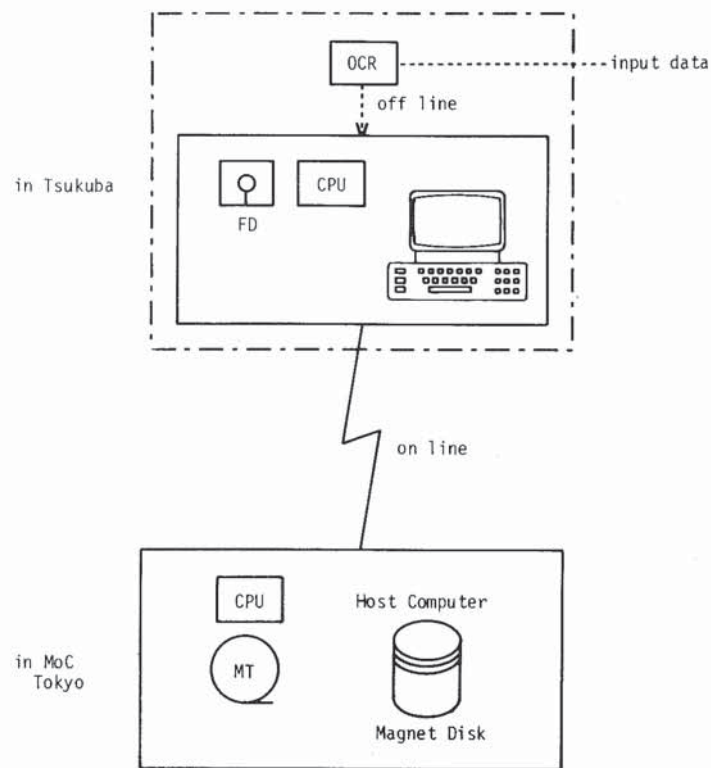 OCR
input data
off line
in Tsukuba
CPU
FD
on line
CPU
Host Computer
in MoC
Tokyo
MT
Magnet Disk